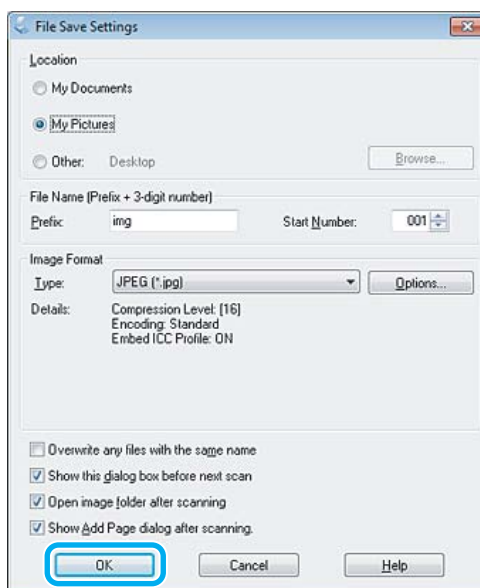 File Save Settings
Location
My Documents
My Pictures
Other: Desktop Browse...
File Name (Prefix + 3-digit number)
Prefix: img Start Number: 001
Image Format
Type: JPEG (*.jpg) Options...
Details: Compression Level: [16]
Encoding: Standard
Embed ICC Profile: ON
Overwrite any files with the same name
Show this dialog box before next scan
Open image folder after scanning
Show Add Page dialog after scanning.
OK Cancel Help